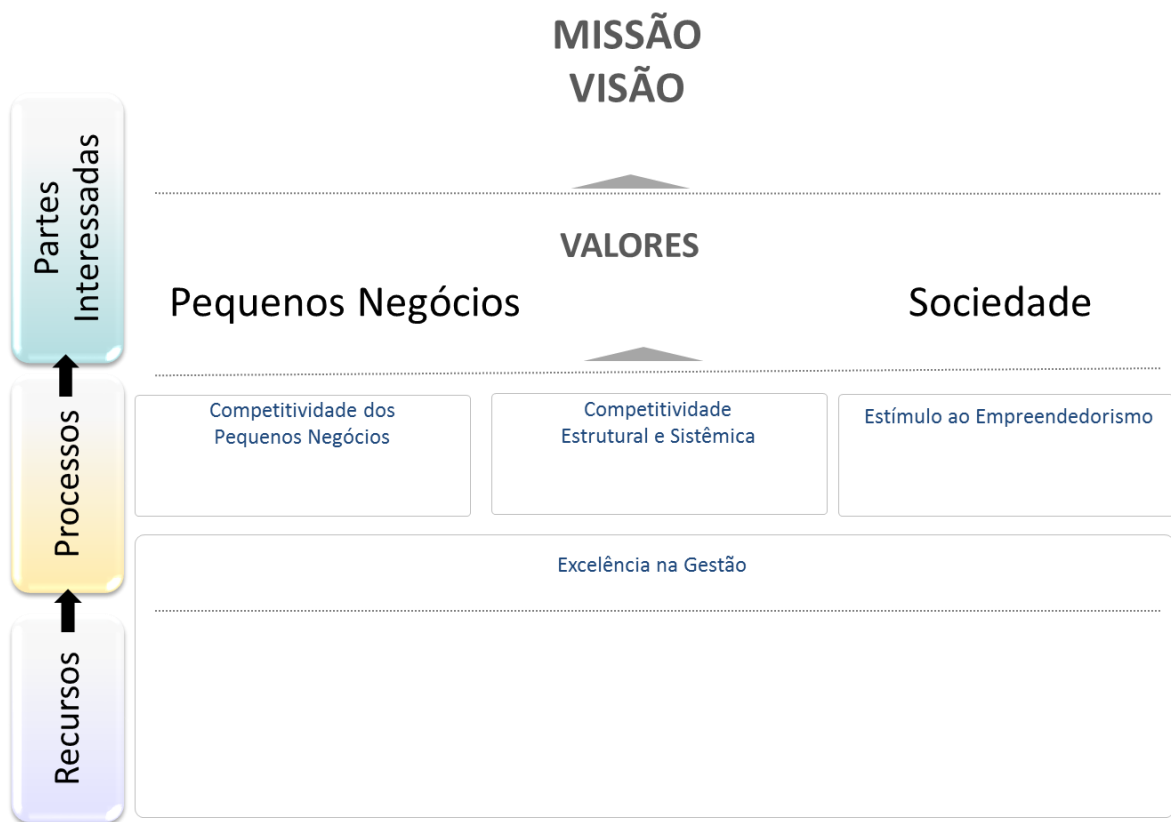 MISSÃO
VISÃO
Partes
Interessadas
VALORES
Pequenos Negócios
Sociedade
Processos
Competitividade dos
Pequenos Negócios
Competitividade
Estrutural e Sistêmica
Estímulo ao Empreendedorismo
Excelência na Gestão
Recursos